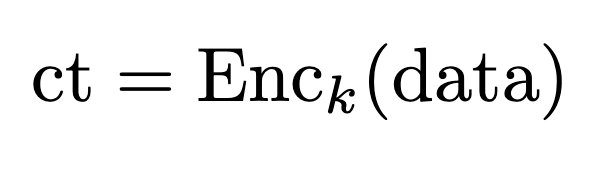 ct = Enc_k(data)